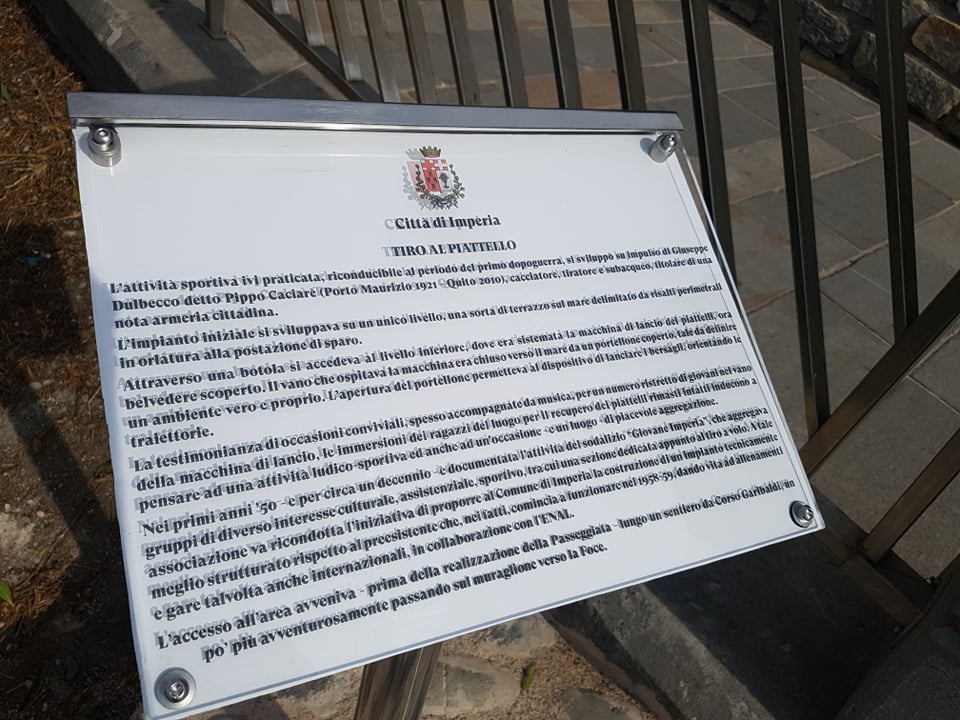 Città di Imperia
TIRO AL PIATTELLO
L'attività sportiva ivi praticata, riconducibile al periodo del primo dopoguerra, si sviluppò su impulso di Giuseppe
Dulbecco detto Pippo Caciare (Porto Maurizio 1921 - Quito 2010), cacciatore, tiratore e subacqueo, titolare di una
nota armeria cittadina.
L'impianto iniziale si sviluppava su un unico livello, una sorta di terrazzo sul mare delimitato da risalti perimetrali
in orlatura alla postazione di sparo.
Attraverso una botola si accedeva al livello inferiore, dove era sistemata la macchina di lancio dei piattelli, ora
belvedere scoperto. Il vano che ospitava la macchina era chiuso verso il mare da un portellone coperto, tale da definire
un ambiente vero e proprio. L'apertura del portellone permetteva al dispositivo di lanciare i bersagli, orientando le
traiettorie.
La testimonianza di occasioni conviviali, spesso accompagnate da musica, per un numero ristretto di giovani nel vano
della macchina di lancio, le immersioni dei ragazzi del luogo per il recupero dei piattelli rimasti intatti inducono a
pensare ad una attività ludico-sportiva ed anche ad un'occasione - e un luogo - di piacevole aggregazione.
Nei primi anni '50 - e per circa un decennio - è documentata l'attività del sodalizio "Giovane Imperia", che aggregava
gruppi di diverso interesse culturale, assistenziale, sportivo, tra cui una sezione dedicata appunto al tiro a volo. A tale
associazione va ricondotta l'iniziativa di proporre al Comune di Imperia la costruzione di un impianto tecnicamente
meglio strutturato rispetto al preesistente che, nei fatti, comincia a funzionare nel 1958-59, dando vita ad allenamenti
e gare talvolta anche internazionali, in collaborazione con l'ENAL.
L'accesso all'area avveniva - prima della realizzazione della Passeggiata - lungo un sentiero da Corso Garibaldi, un
po' più avventurosamente passando sul muraglione verso la Foce.